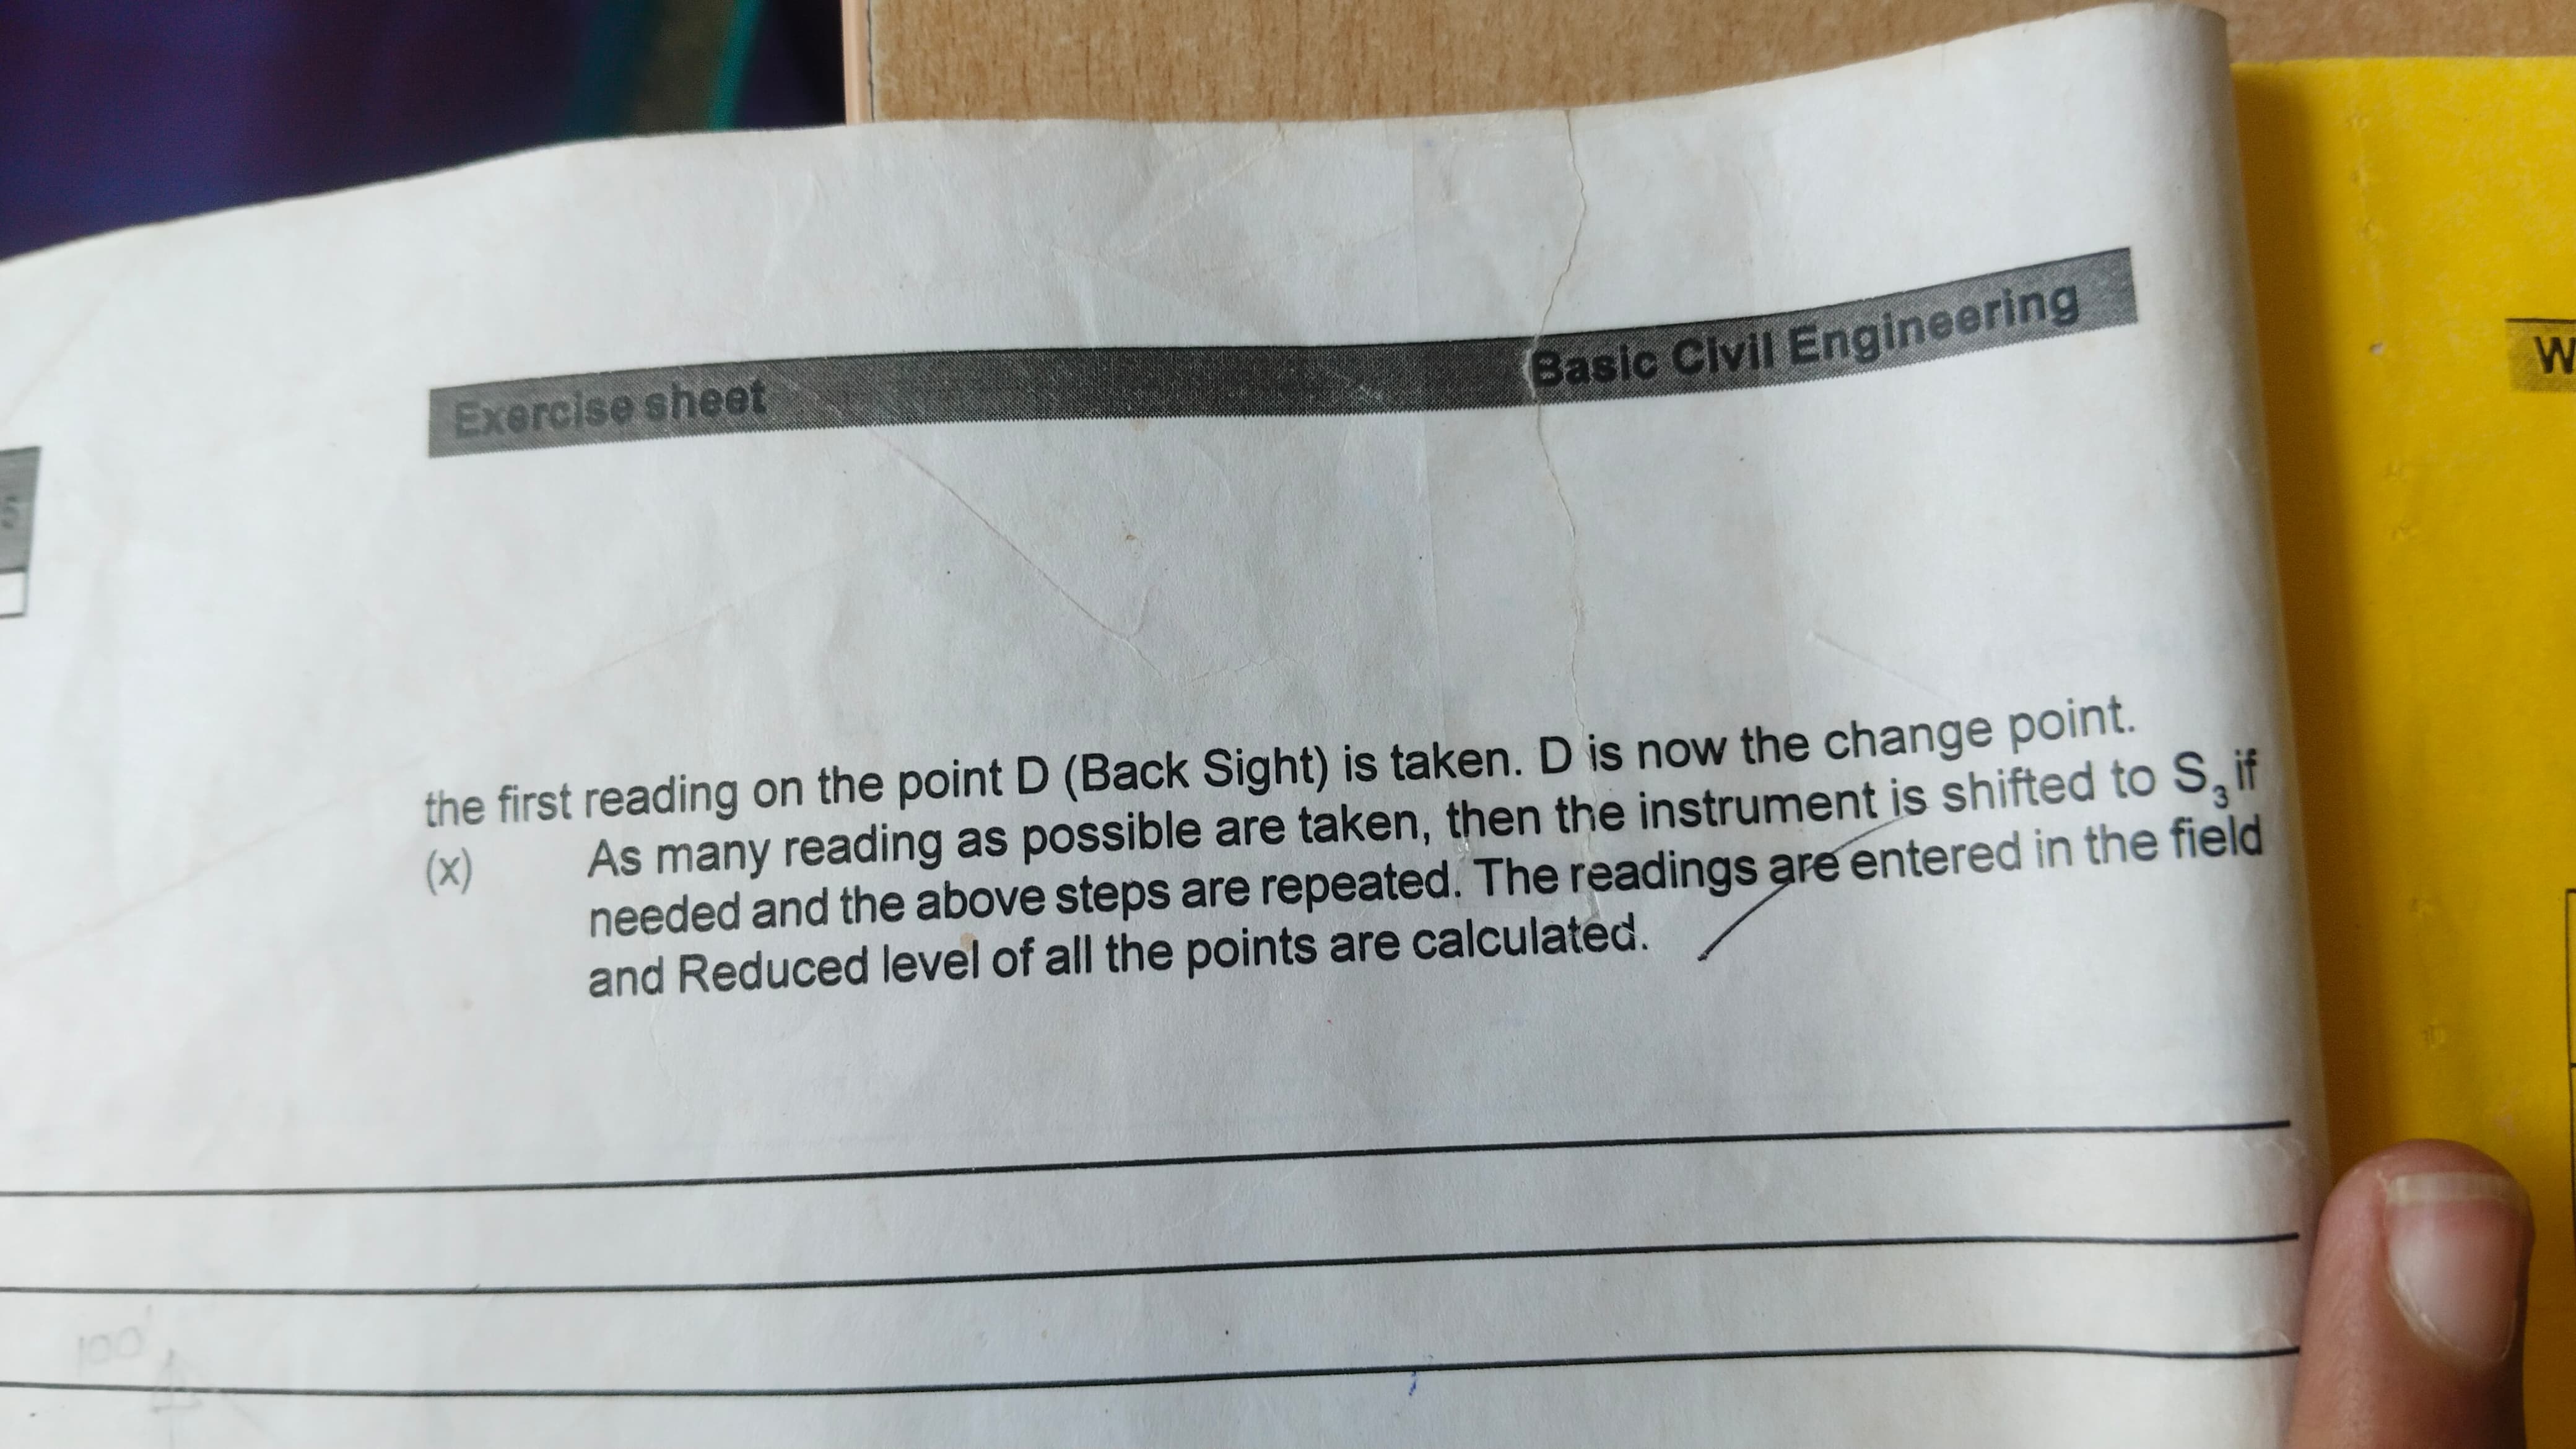 Exercise sheet Basic Civil Engineering
the first reading on the point D (Back Sight) is taken. D is now the change point.
(x) As many reading as possible are taken, then the instrument is shifted to S₃ if
needed and the above steps are repeated. The readings are entered in the field
and Reduced level of all the points are calculated.
100